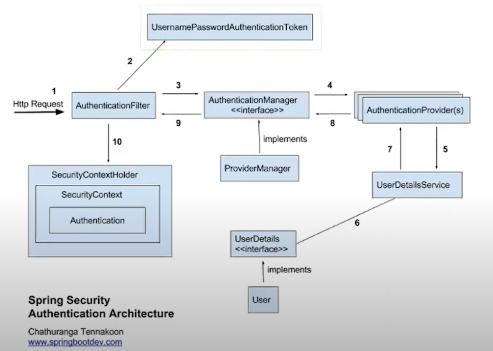 UsernamePasswordAuthenticationToken
1
2
3
4
Http Request
AuthenticationFilter
AuthenticationManager
<<interface>>
AuthenticationProvider(s)
9
8
10
implements
7
5
SecurityContextHolder
SecurityContext
Authentication
ProviderManager
UserDetailsService
6
UserDetails
<<interface>>
implements
User
Spring Security
Authentication Architecture
Chathuranga Tennakoon
www.springbootdev.com